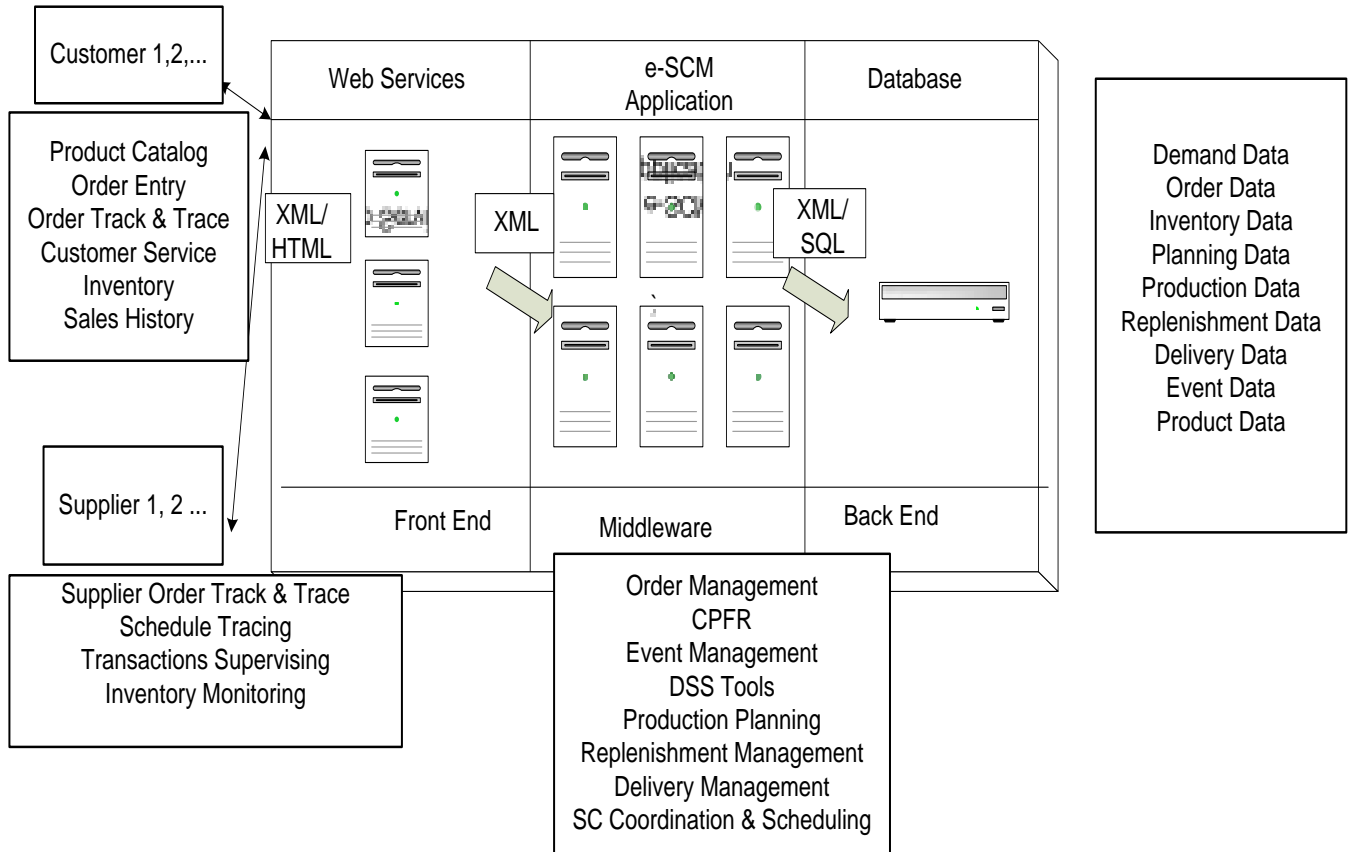 Customer 1,2,...
Product Catalog
Order Entry
Order Track & Trace
Customer Service
Inventory
Sales History
Supplier 1, 2 ...
Supplier Order Track & Trace
Schedule Tracing
Transactions Supervising
Inventory Monitoring
Web Services
e-SCM
Application
Database
XML/
HTML
XML
XML/
SQL
Front End
Middleware
Back End
Order Management
CPFR
Event Management
DSS Tools
Production Planning
Replenishment Management
Delivery Management
SC Coordination & Scheduling
Demand Data
Order Data
Inventory Data
Planning Data
Production Data
Replenishment Data
Delivery Data
Event Data
Product Data